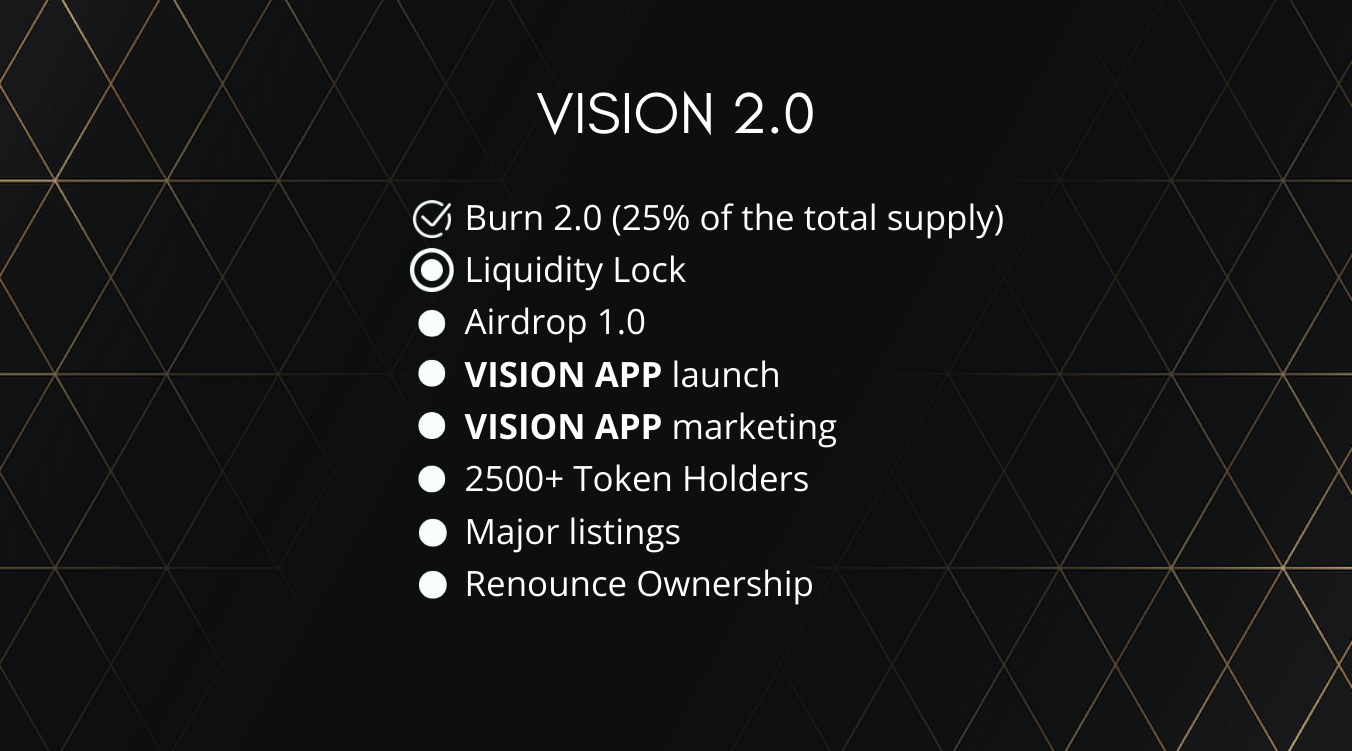 VISION 2.0
Burn 2.0 (25% of the total supply)
Liquidity Lock
Airdrop 1.0
VISION APP launch
VISION APP marketing
2500+ Token Holders
Major listings
Renounce Ownership